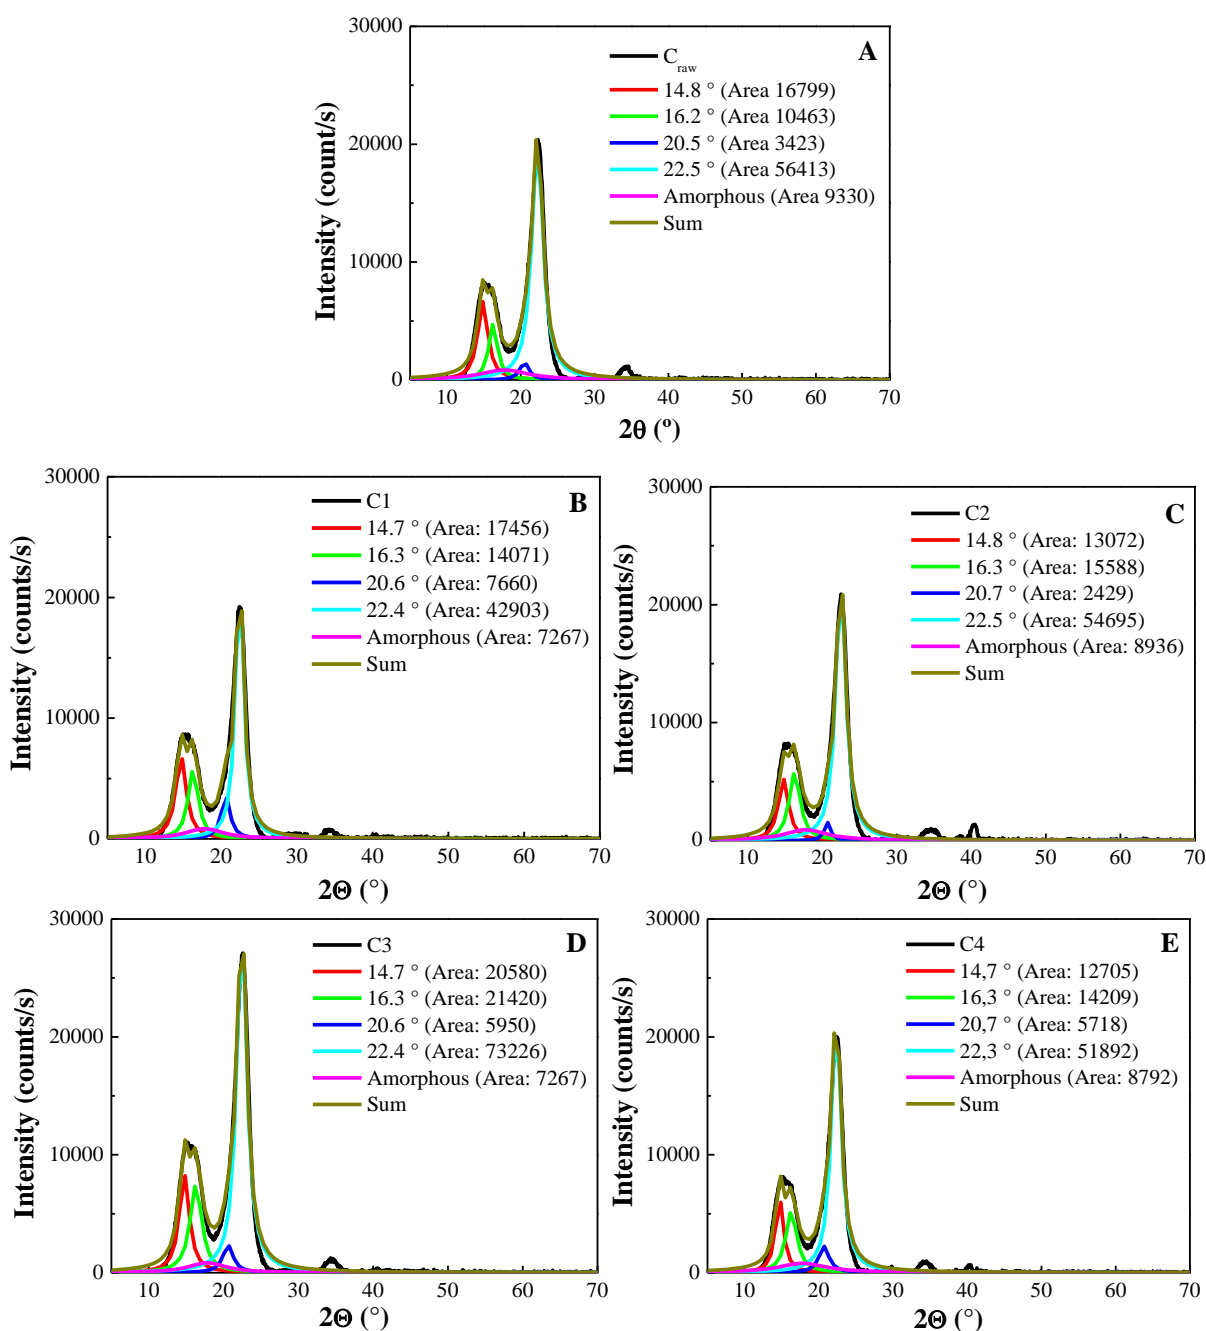 30000
20000
10000
0
10 20 30 40 50 60 70
Intensity (count/s)
2θ (º)
A
C_raw
14.8 ° (Area 16799)
16.2 ° (Area 10463)
20.5 ° (Area 3423)
22.5 ° (Area 56413)
Amorphous (Area 9330)
Sum
30000
20000
10000
0
10 20 30 40 50 60 70
Intensity (counts/s)
2Θ (°)
B
C1
14.7 ° (Area: 17456)
16.3 ° (Area: 14071)
20.6 ° (Area: 7660)
22.4 ° (Area: 42903)
Amorphous (Area: 7267)
Sum
30000
20000
10000
0
10 20 30 40 50 60 70
Intensity (counts/s)
2Θ (°)
C
C2
14.8 ° (Area: 13072)
16.3 ° (Area: 15588)
20.7 ° (Area: 2429)
22.5 ° (Area: 54695)
Amorphous (Area: 8936)
Sum
30000
20000
10000
0
10 20 30 40 50 60 70
Intensity (counts/s)
2Θ (°)
D
C3
14.7 ° (Area: 20580)
16.3 ° (Area: 21420)
20.6 ° (Area: 5950)
22.4 ° (Area: 73226)
Amorphous (Area: 7267)
Sum
30000
20000
10000
0
10 20 30 40 50 60 70
Intensity (counts/s)
2Θ (°)
E
C4
14,7 ° (Area: 12705)
16,3 ° (Area: 14209)
20,7 ° (Area: 5718)
22,3 ° (Area: 51892)
Amorphous (Area: 8792)
Sum